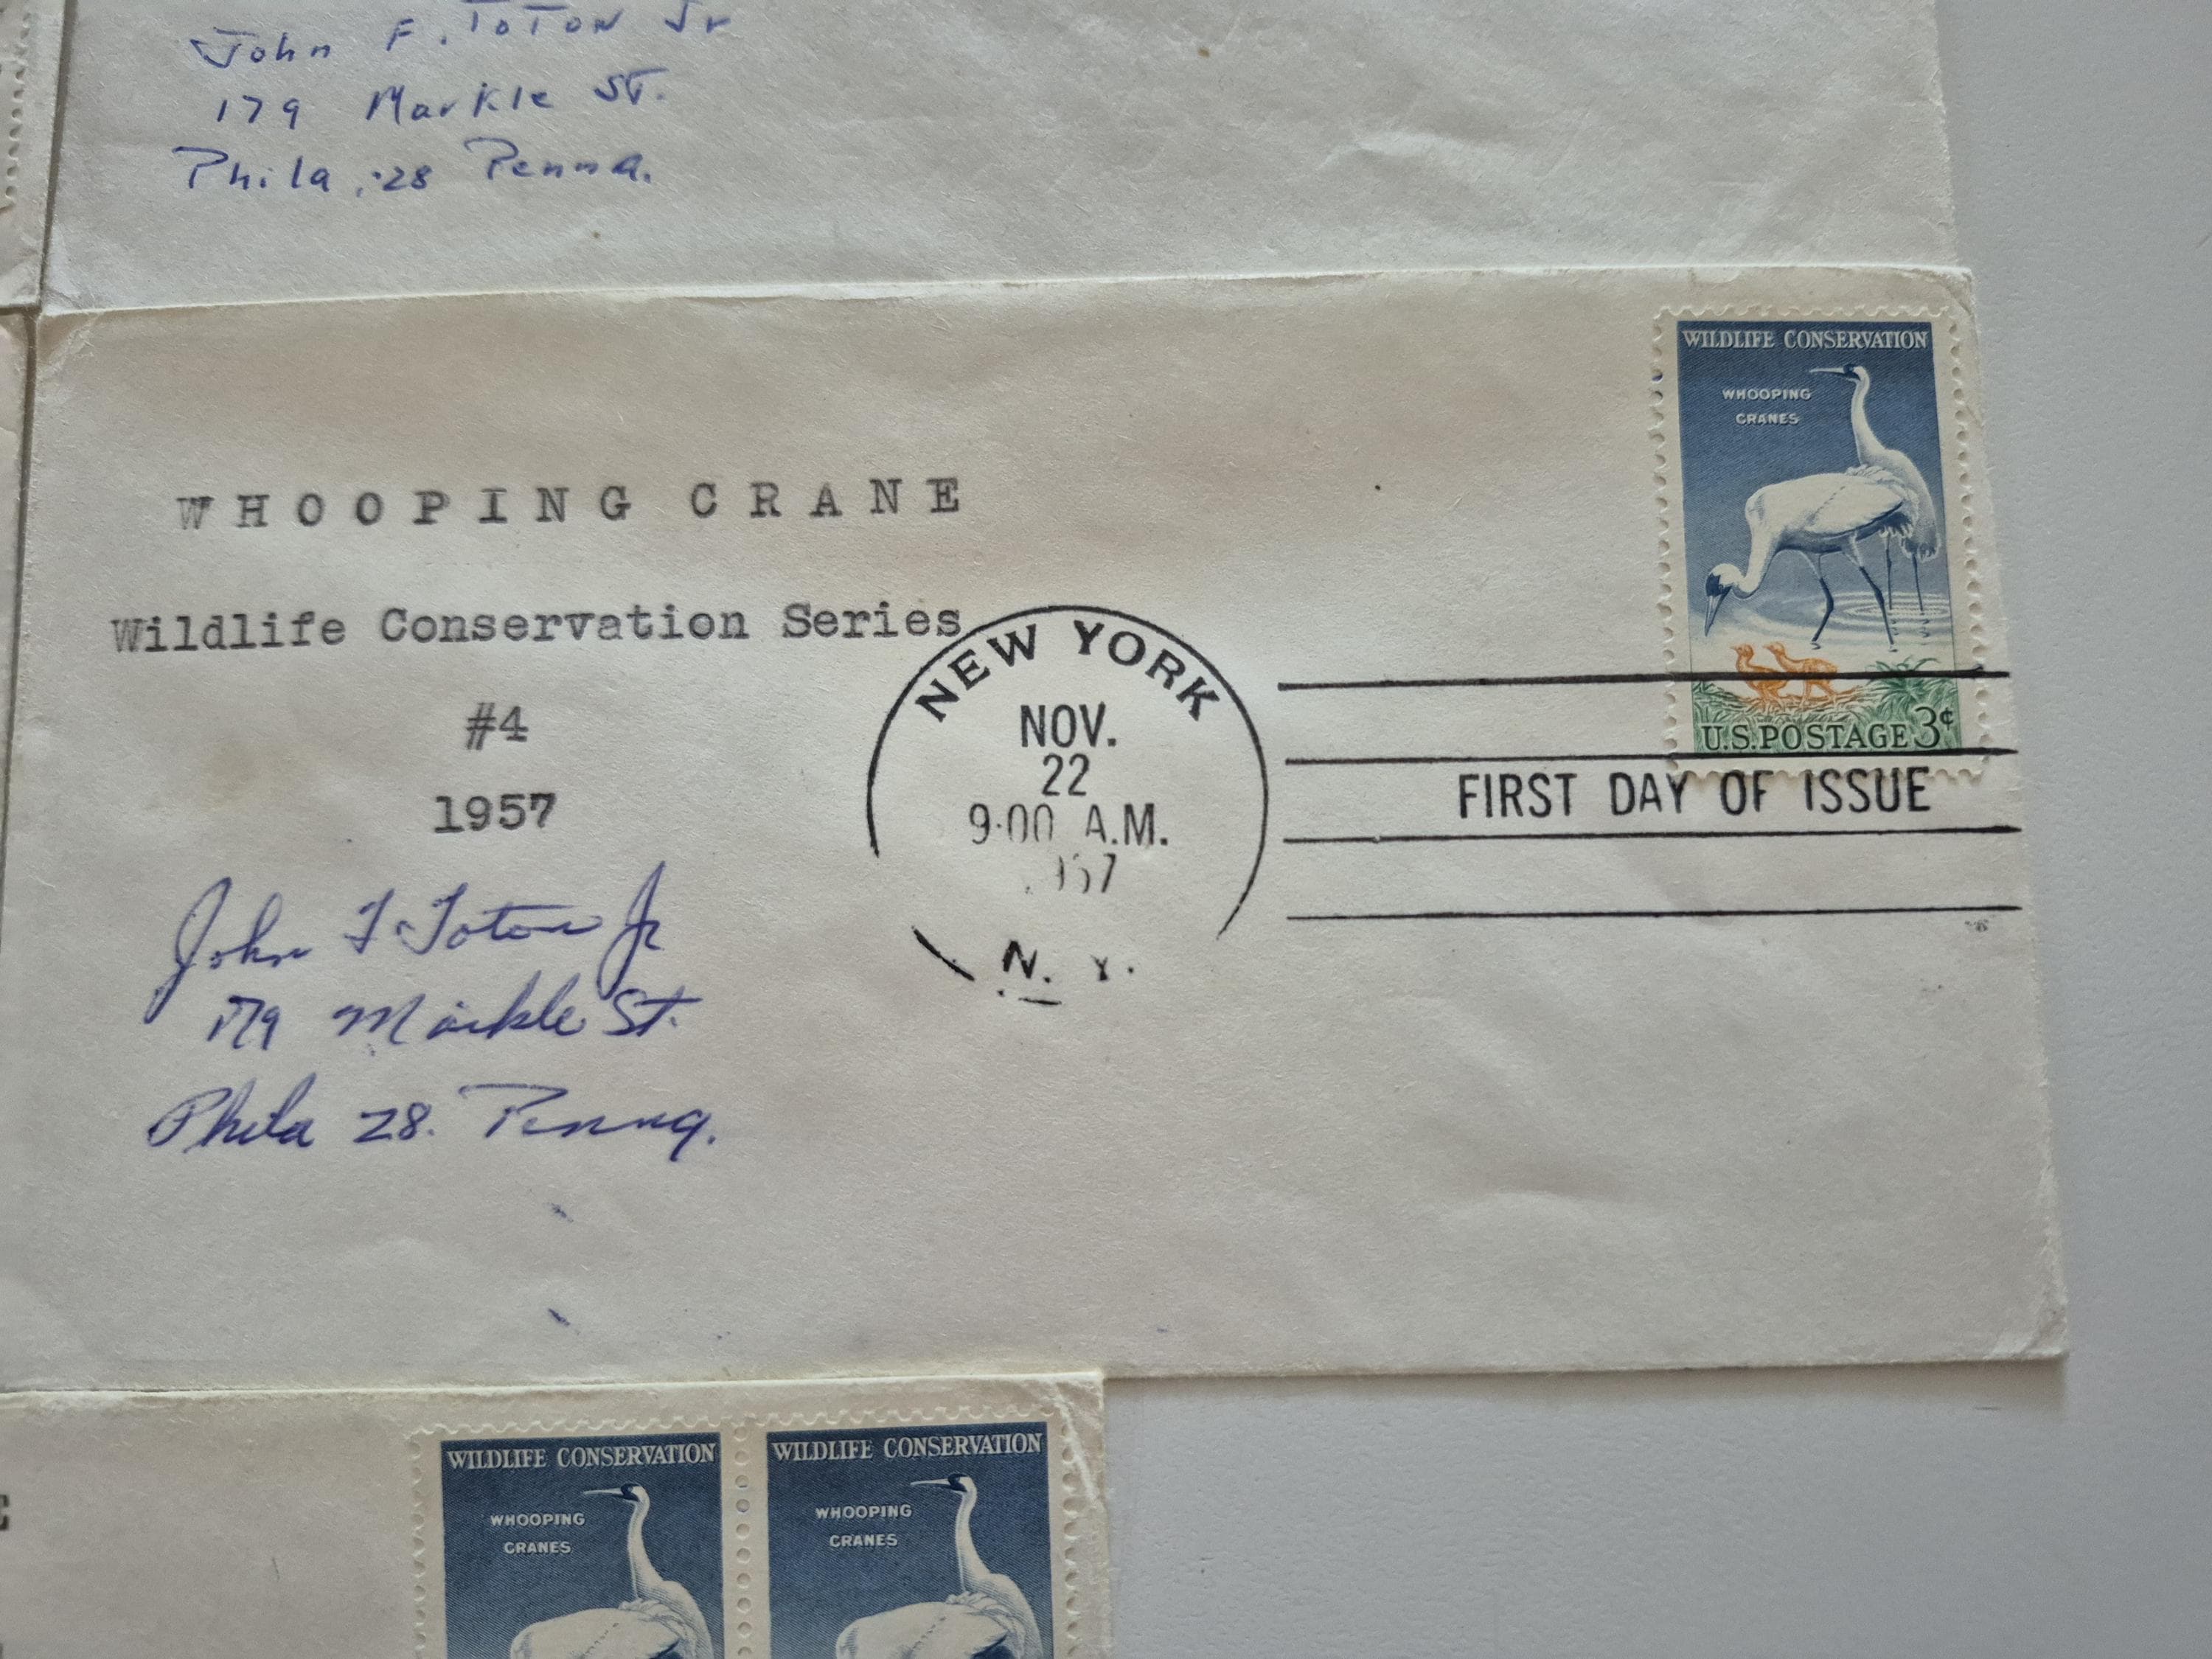 John F. Toton Jr
179 Markle St.
Phila, 28 Penna.
WILDLIFE CONSERVATION
WHOOPING
CRANES
U.S. POSTAGE 3¢
WHOOPING CRANE
Wildlife Conservation Series
#4
1957
NEW YORK
NOV.
22
9:00 A.M.
N. Y.
FIRST DAY OF ISSUE
John F Toton Jr
179 Markle St.
Phila 28. Penna.
WILDLIFE CONSERVATION
WHOOPING
CRANES
WILDLIFE CONSERVATION
WHOOPING
CRANES